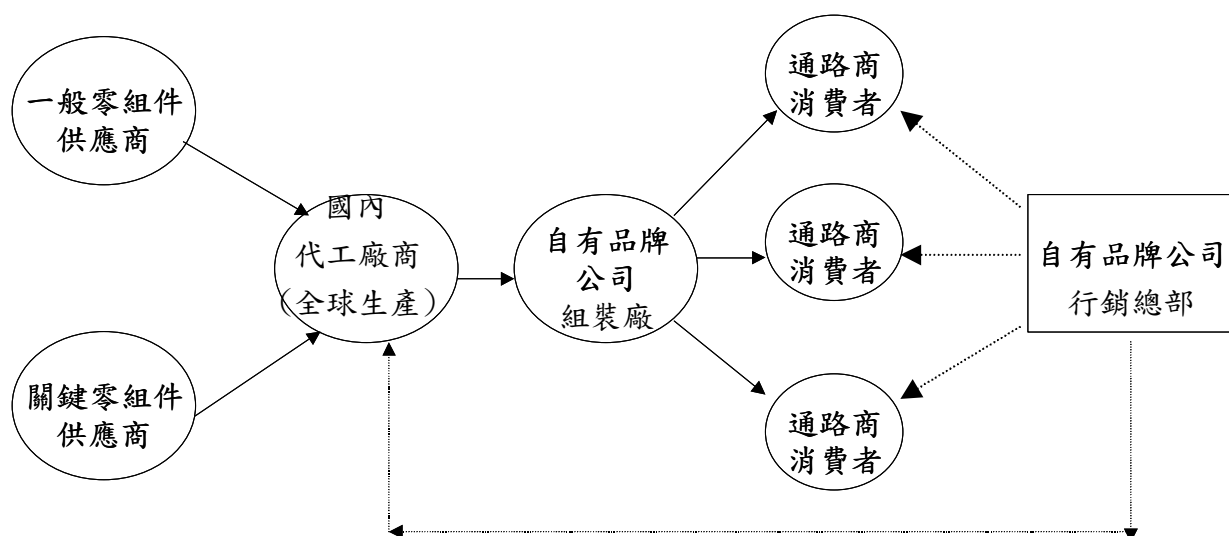 一般零組件
供應商
關鍵零組件
供應商
國內
代工廠商
(全球生產)
自有品牌
公司
組裝廠
通路商
消費者
通路商
消費者
通路商
消費者
自有品牌公司
行銷總部